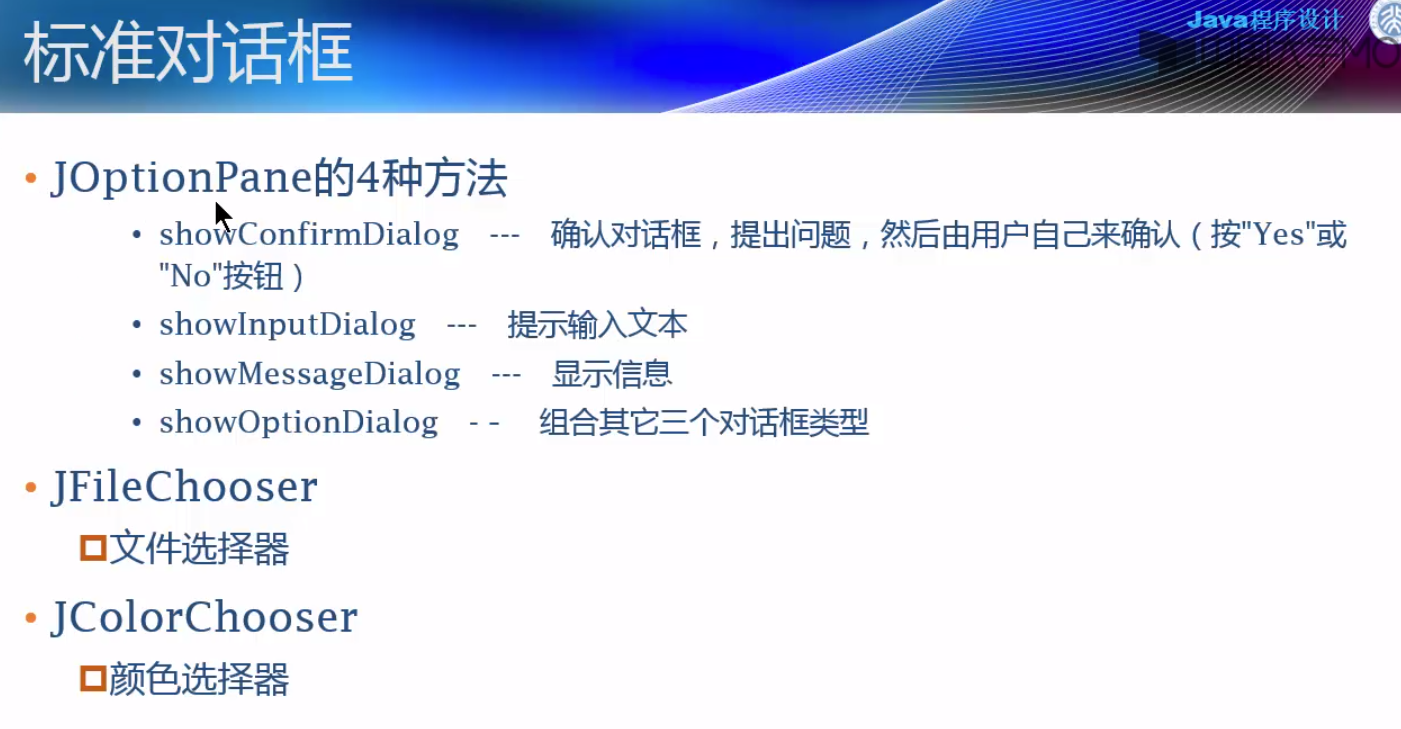 标准对话框
Java程序设计
• JOptionPane的4种方法
• showConfirmDialog --- 确认对话框，提出问题，然后由用户自己来确认（按"Yes"或
"No"按钮）
• showInputDialog --- 提示输入文本
• showMessageDialog --- 显示信息
• showOptionDialog - - 组合其它三个对话框类型
• JFileChooser
文件选择器
• JColorChooser
颜色选择器